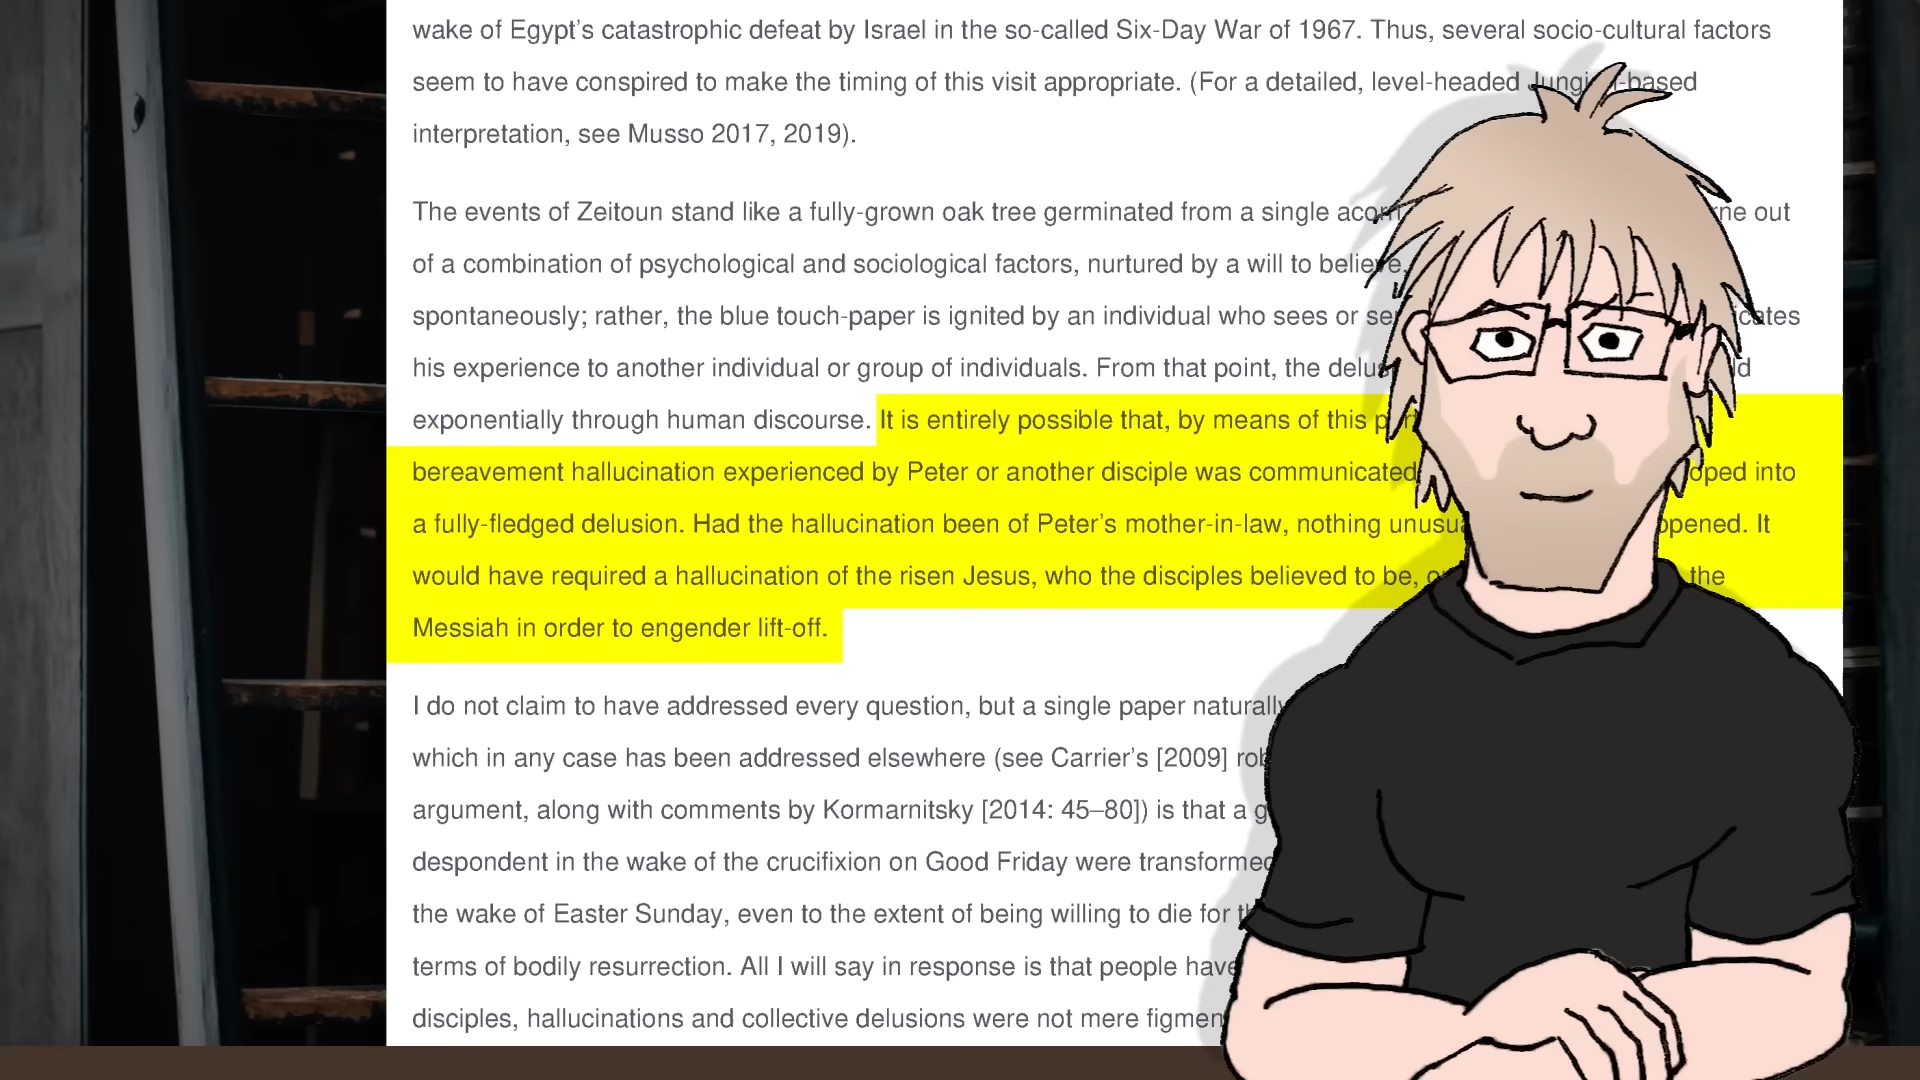 wake of Egypt’s catastrophic defeat by Israel in the so-called Six-Day War of 1967. Thus, several socio-cultural factors
seem to have conspired to make the timing of this visit appropriate. (For a detailed, level-headed Jungian-based
interpretation, see Musso 2017, 2019).
The events of Zeitoun stand like a fully-grown oak tree germinated from a single acorn out
of a combination of psychological and sociological factors, nurtured by a will to believe.
spontaneously; rather, the blue touch-paper is ignited by an individual who sees or
his experience to another individual or group of individuals. From that point, the
exponentially through human discourse. It is entirely possible that, by means of this
bereavement hallucination experienced by Peter or another disciple was communicated into
a fully-fledged delusion. Had the hallucination been of Peter’s mother-in-law, nothing It
would have required a hallucination of the risen Jesus, who the disciples believed to be, the
Messiah in order to engender lift-off.
I do not claim to have addressed every question, but a single paper naturally
which in any case has been addressed elsewhere (see Carrier’s [2009]
argument, along with comments by Kormarnitsky [2014: 45–80]) is that a
despondent in the wake of the crucifixion on Good Friday were transformed
the wake of Easter Sunday, even to the extent of being willing to die for
terms of bodily resurrection. All I will say in response is that people have
disciples, hallucinations and collective delusions were not mere